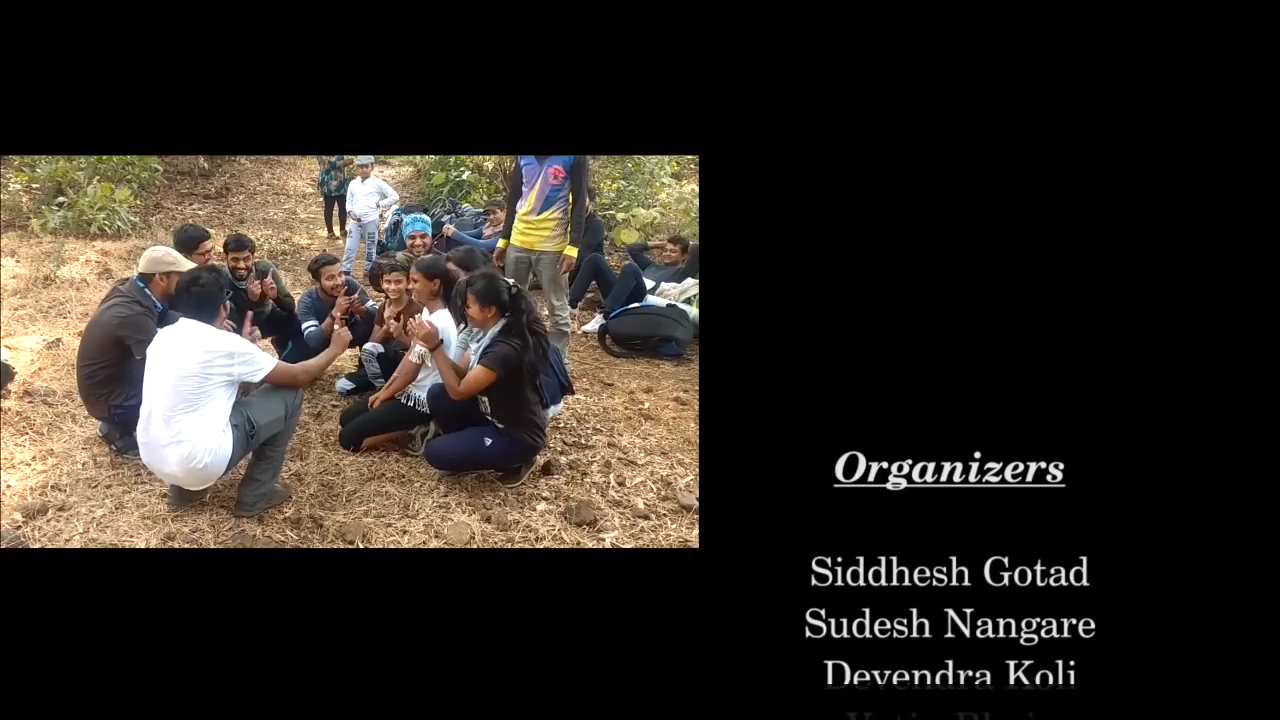 Organizers
Siddhesh Gotad
Sudesh Nangare
Devendra Koli